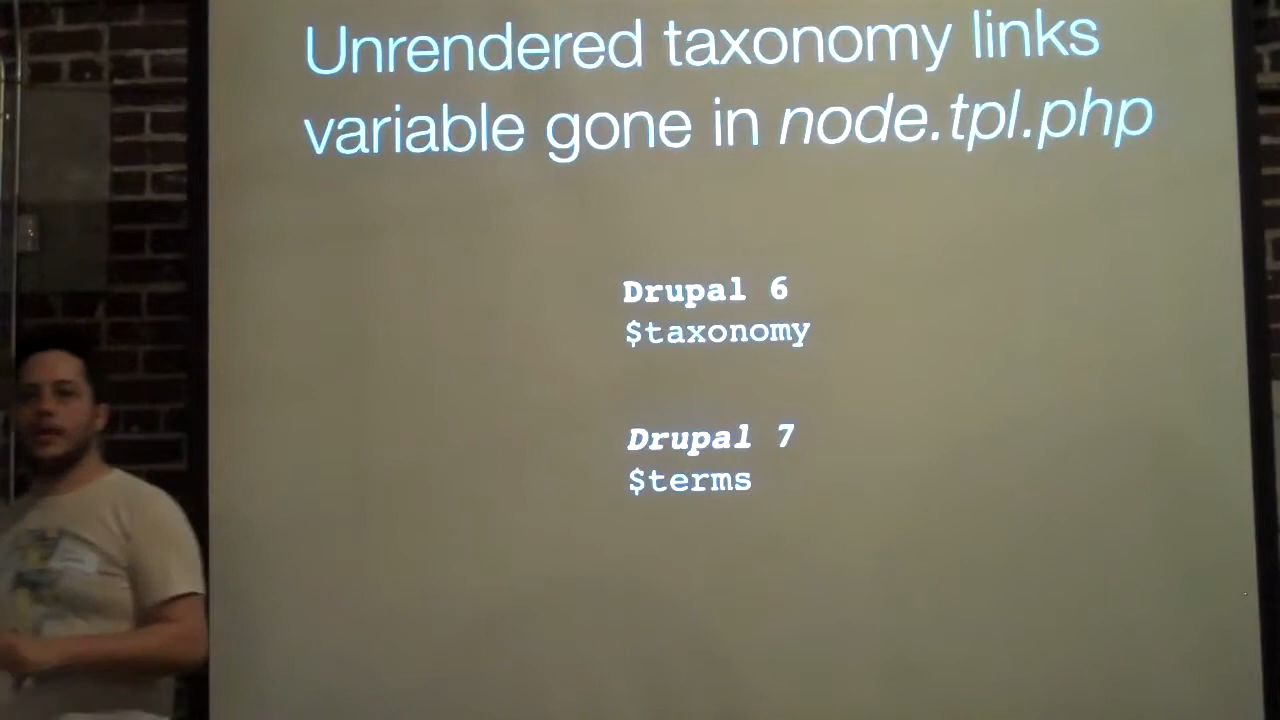 Unrendered taxonomy links
variable gone in node.tpl.php
Drupal 6
$taxonomy
Drupal 7
$terms